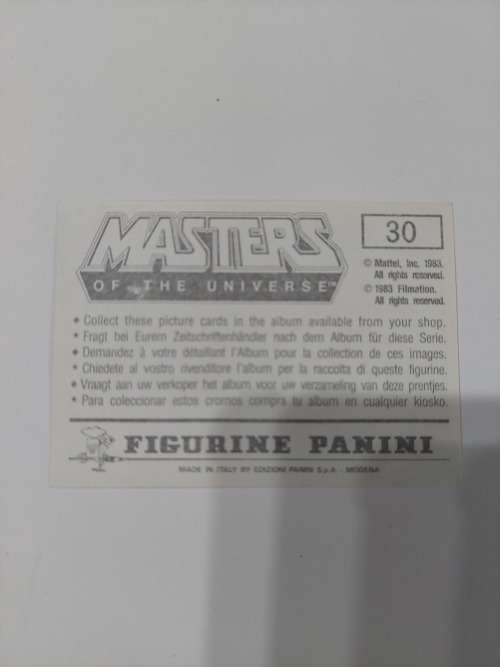 MASTERS
OF THE UNIVERSE™
30
© Mattel, Inc. 1983.
All rights reserved.
© 1983 Filmation.
All rights reserved.
• Collect these picture cards in the album available from your shop.
• Fragt bei Eurem Zeitschriftenhändler nach dem Album für diese Serie.
• Demandez à votre détaillant l'Album pour la collection de ces images.
• Chiedete al vostro rivenditore l'album per la raccolta di queste figurine.
• Vraagt aan uw verkoper het album voor uw verzameling van deze prentjes.
• Para coleccionar estos cromos compra tu álbum en cualquier kiosko.
FIGURINE PANINI
MADE IN ITALY BY EDIZIONI PANINI S.p.A. - MODENA